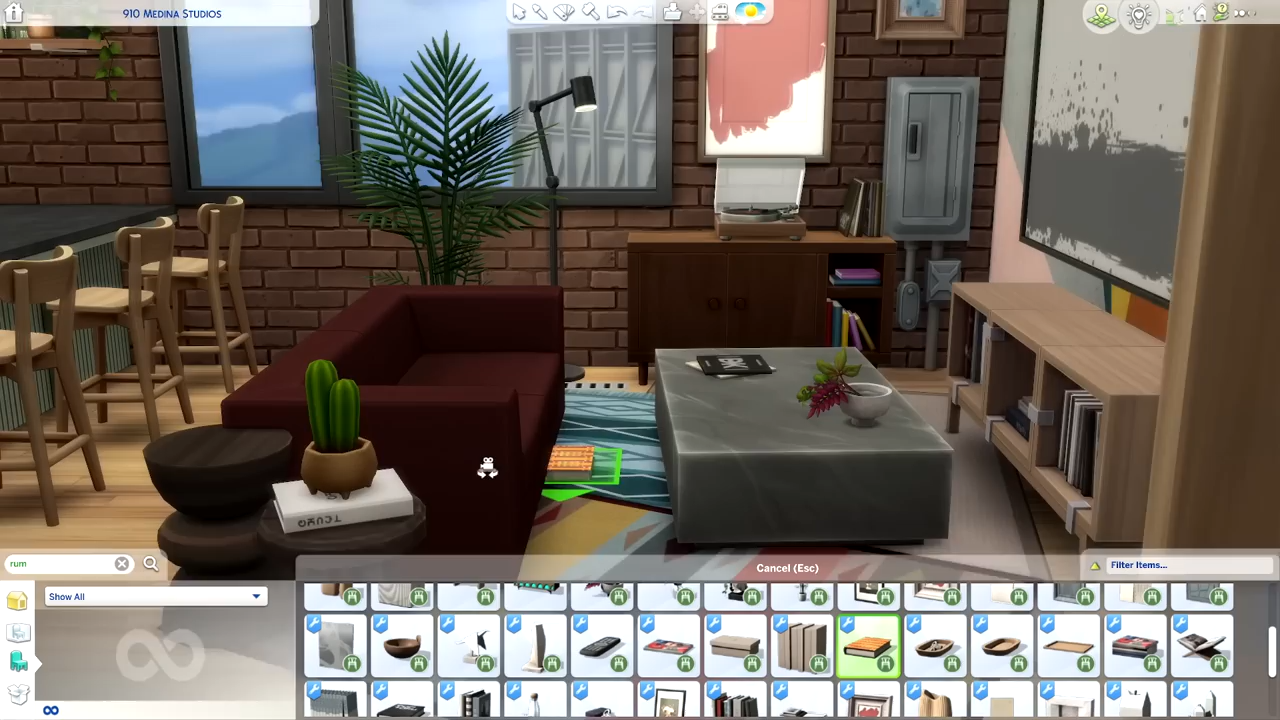 910 Medina Studios
rum
Cancel (Esc)
Filter Items...
Show All